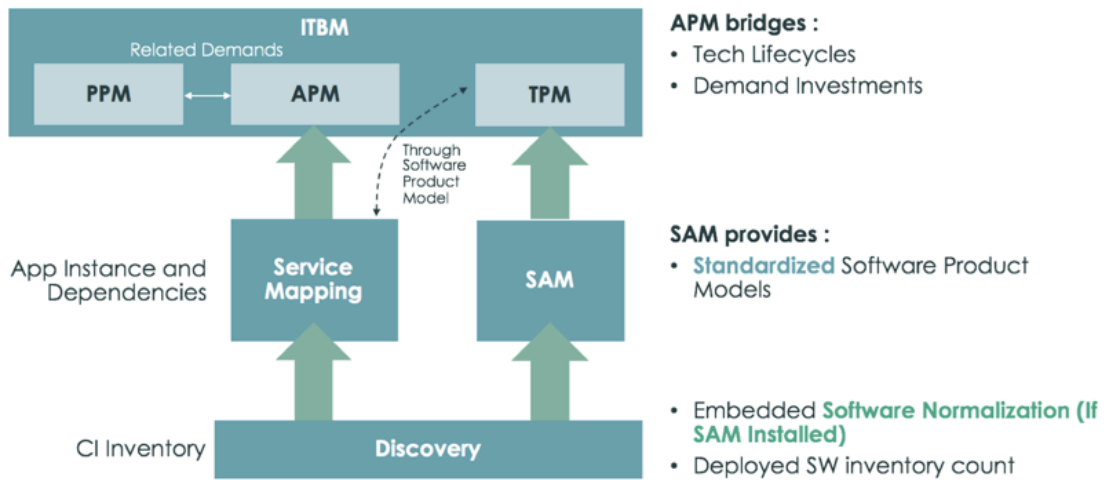 ITBM
Related Demands
PPM
APM
TPM
Through
Software
Product
Model
APM bridges :
• Tech Lifecycles
• Demand Investments
App Instance and
Dependencies
Service
Mapping
SAM
SAM provides :
• Standardized Software Product
Models
CI Inventory
Discovery
• Embedded Software Normalization (If
SAM Installed)
• Deployed SW inventory count